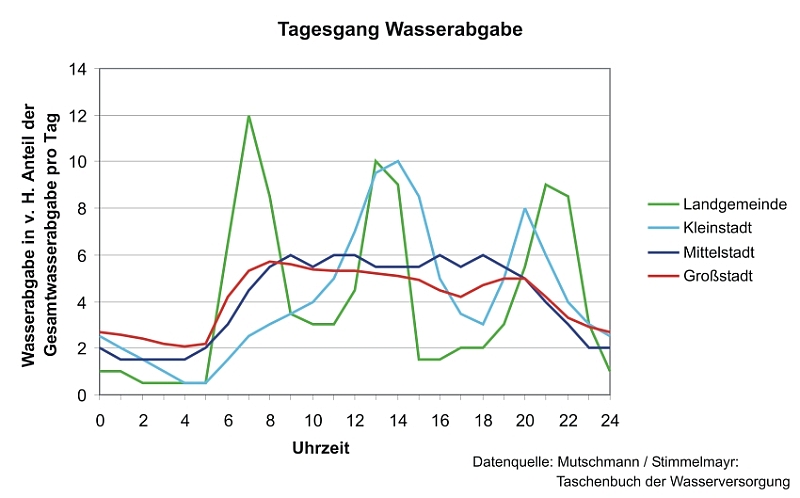 Tagesgang Wasserabgabe
Wasserabgabe in v. H. Anteil der
Gesamtwasserabgabe pro Tag
14
12
10
8
6
4
2
0
0 2 4 6 8 10 12 14 16 18 20 22 24
Uhrzeit
Landgemeinde
Kleinstadt
Mittelstadt
Großstadt
Datenquelle: Mutschmann / Stimmelmayr:
Taschenbuch der Wasserversorgung